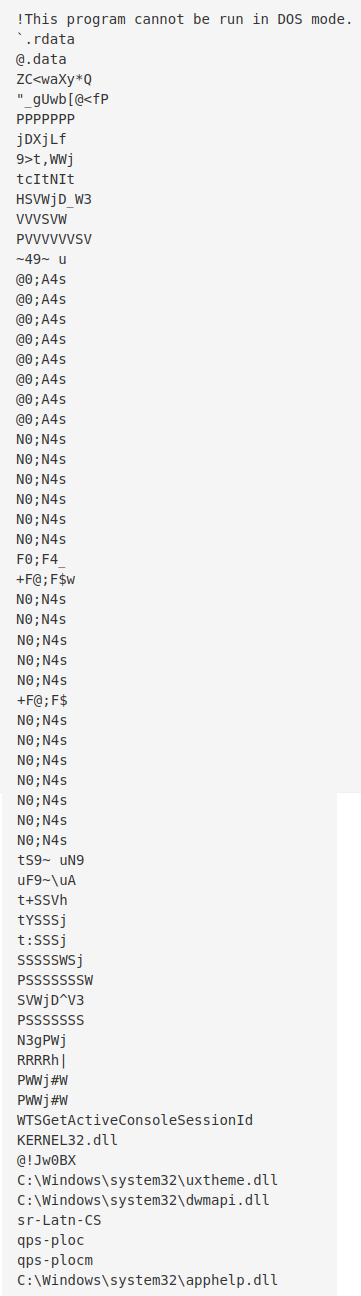 !This program cannot be run in DOS mode.
`.rdata
@.data
ZC<waXy*Q
"_gUwb[@<fP
PPPPPPP
jDXjLf
9>t,WWj
tcItNIt
HSVWjD_W3
VVVSVW
PVVVVVVSV
~49~ u
@0;A4s
@0;A4s
@0;A4s
@0;A4s
@0;A4s
@0;A4s
@0;A4s
@0;A4s
N0;N4s
N0;N4s
N0;N4s
N0;N4s
N0;N4s
N0;N4s
F0;F4_
+F@;F$w
N0;N4s
N0;N4s
N0;N4s
N0;N4s
N0;N4s
+F@;F$
N0;N4s
N0;N4s
N0;N4s
N0;N4s
N0;N4s
N0;N4s
N0;N4s
tS9~ uN9
uF9~\uA
t+SSVh
tYSSSj
t:SSSj
SSSSSWSj
PSSSSSSSW
SVWjD^V3
PSSSSSSS
N3gPWj
RRRRh|
PWWj#W
PWWj#W
WTSGetActiveConsoleSessionId
KERNEL32.dll
@!Jw0BX
C:\Windows\system32\uxtheme.dll
C:\Windows\system32\dwmapi.dll
sr-Latn-CS
qps-ploc
qps-plocm
C:\Windows\system32\apphelp.dll